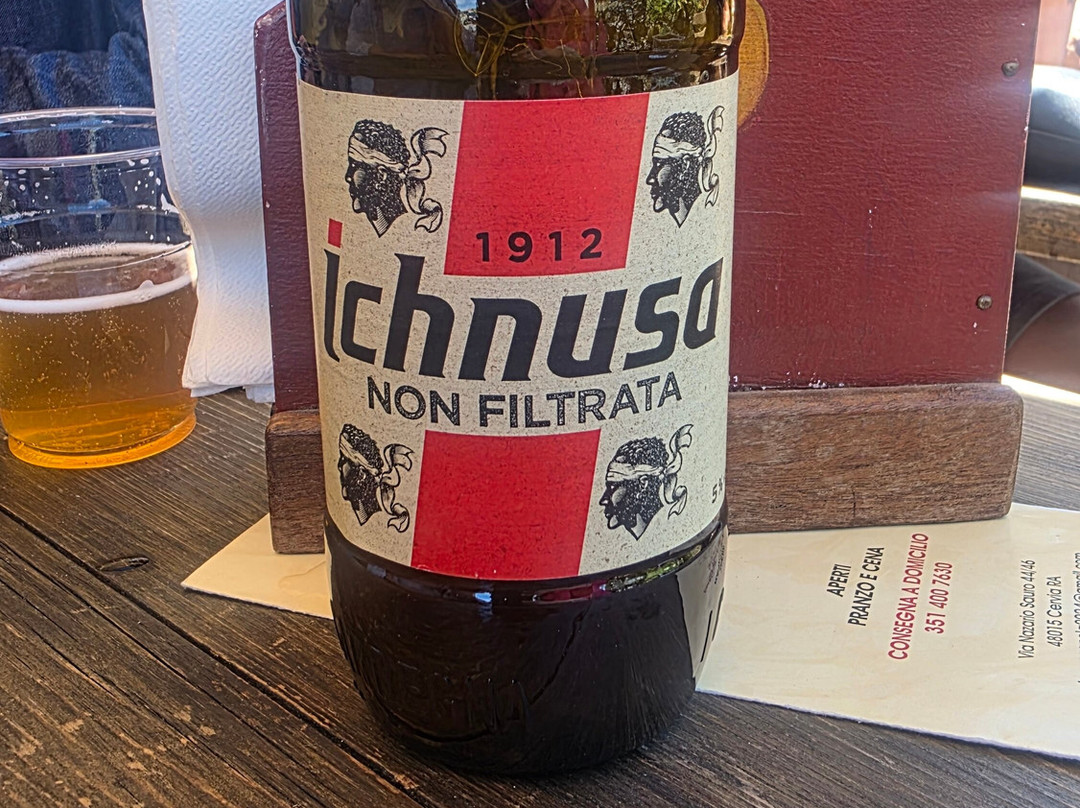 1912
ichnusa
NON FILTRATA
5%
APERTI
PRANZO E CENA
CONSEGNA A DOMICILIO
351 400 7630
Via Nazario Sauro 44/46
48015 Cervia RA